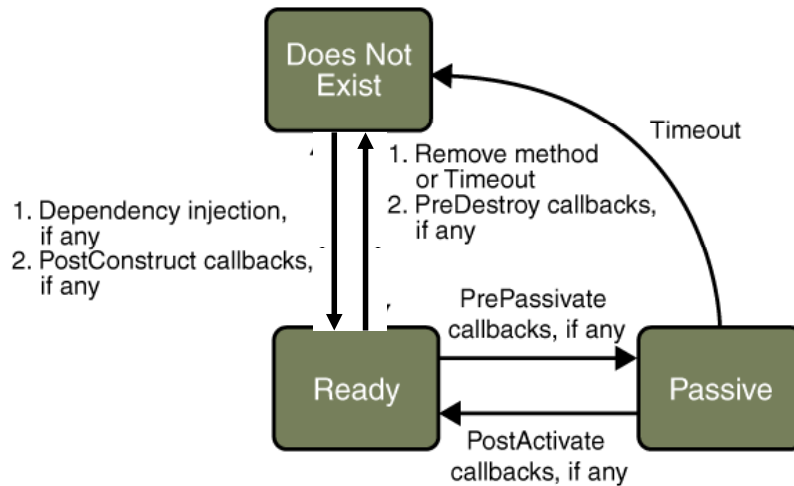 Does Not
Exist
Timeout
1. Remove method
or Timeout
2. PreDestroy callbacks,
if any
1. Dependency injection,
if any
2. PostConstruct callbacks,
if any
PrePassivate
callbacks, if any
Ready
Passive
PostActivate
callbacks, if any